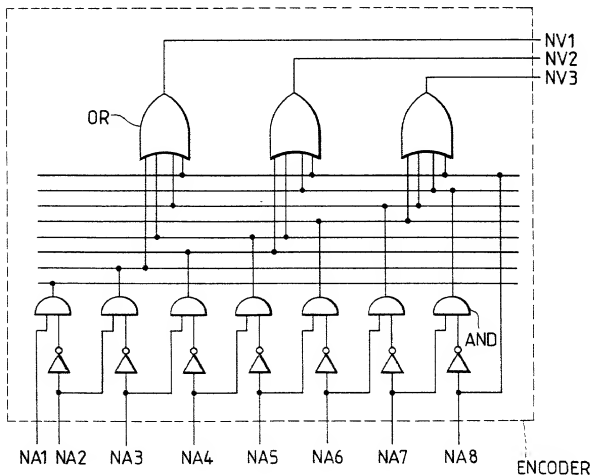 NV1
NV2
NV3
OR
AND
NA1 NA2 NA3 NA4 NA5 NA6 NA7 NA8
ENCODER